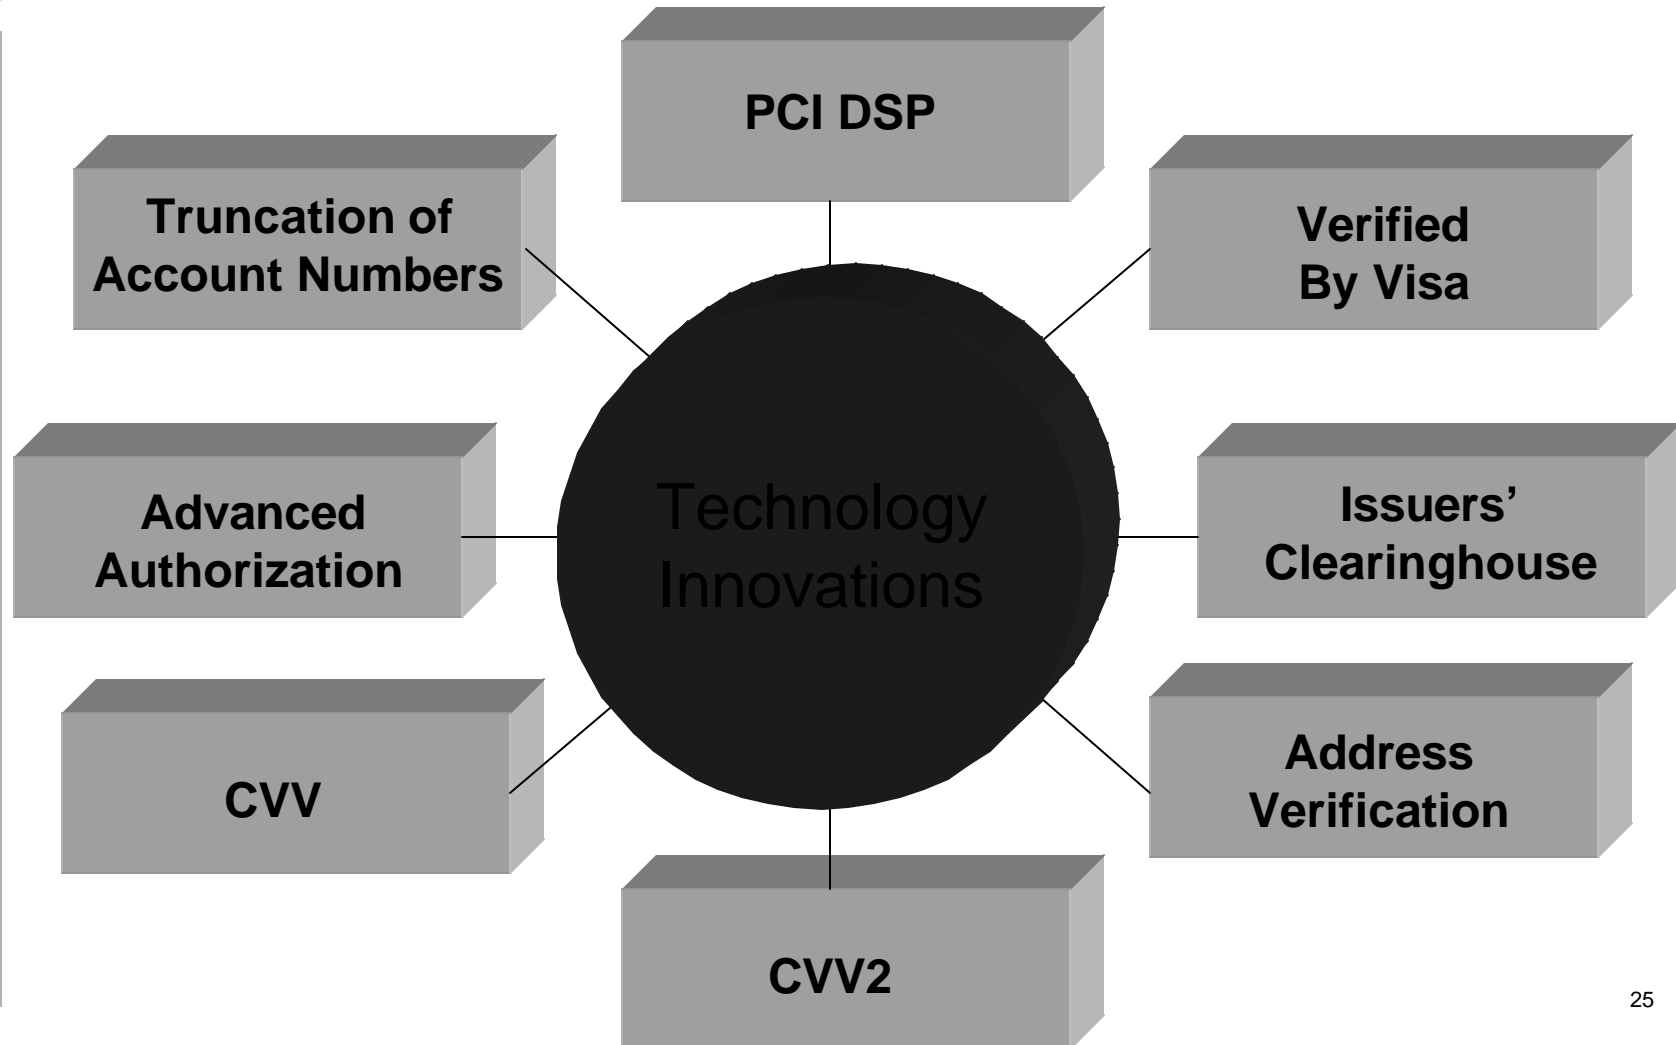 PCI DSP
Truncation of
Account Numbers
Verified
By Visa
Technology
Innovations
Advanced
Authorization
Issuers’
Clearinghouse
CVV
Address
Verification
CVV2
25